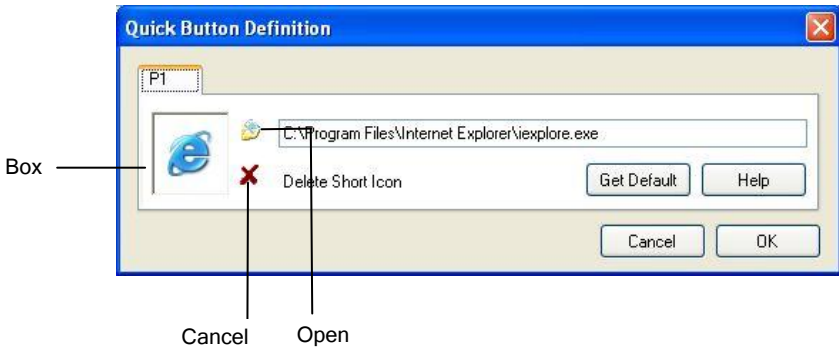 Quick Button Definition
P1
C:\Program Files\Internet Explorer\iexplore.exe
Box
Delete Short Icon
Get Default
Help
Cancel
OK
Cancel
Open